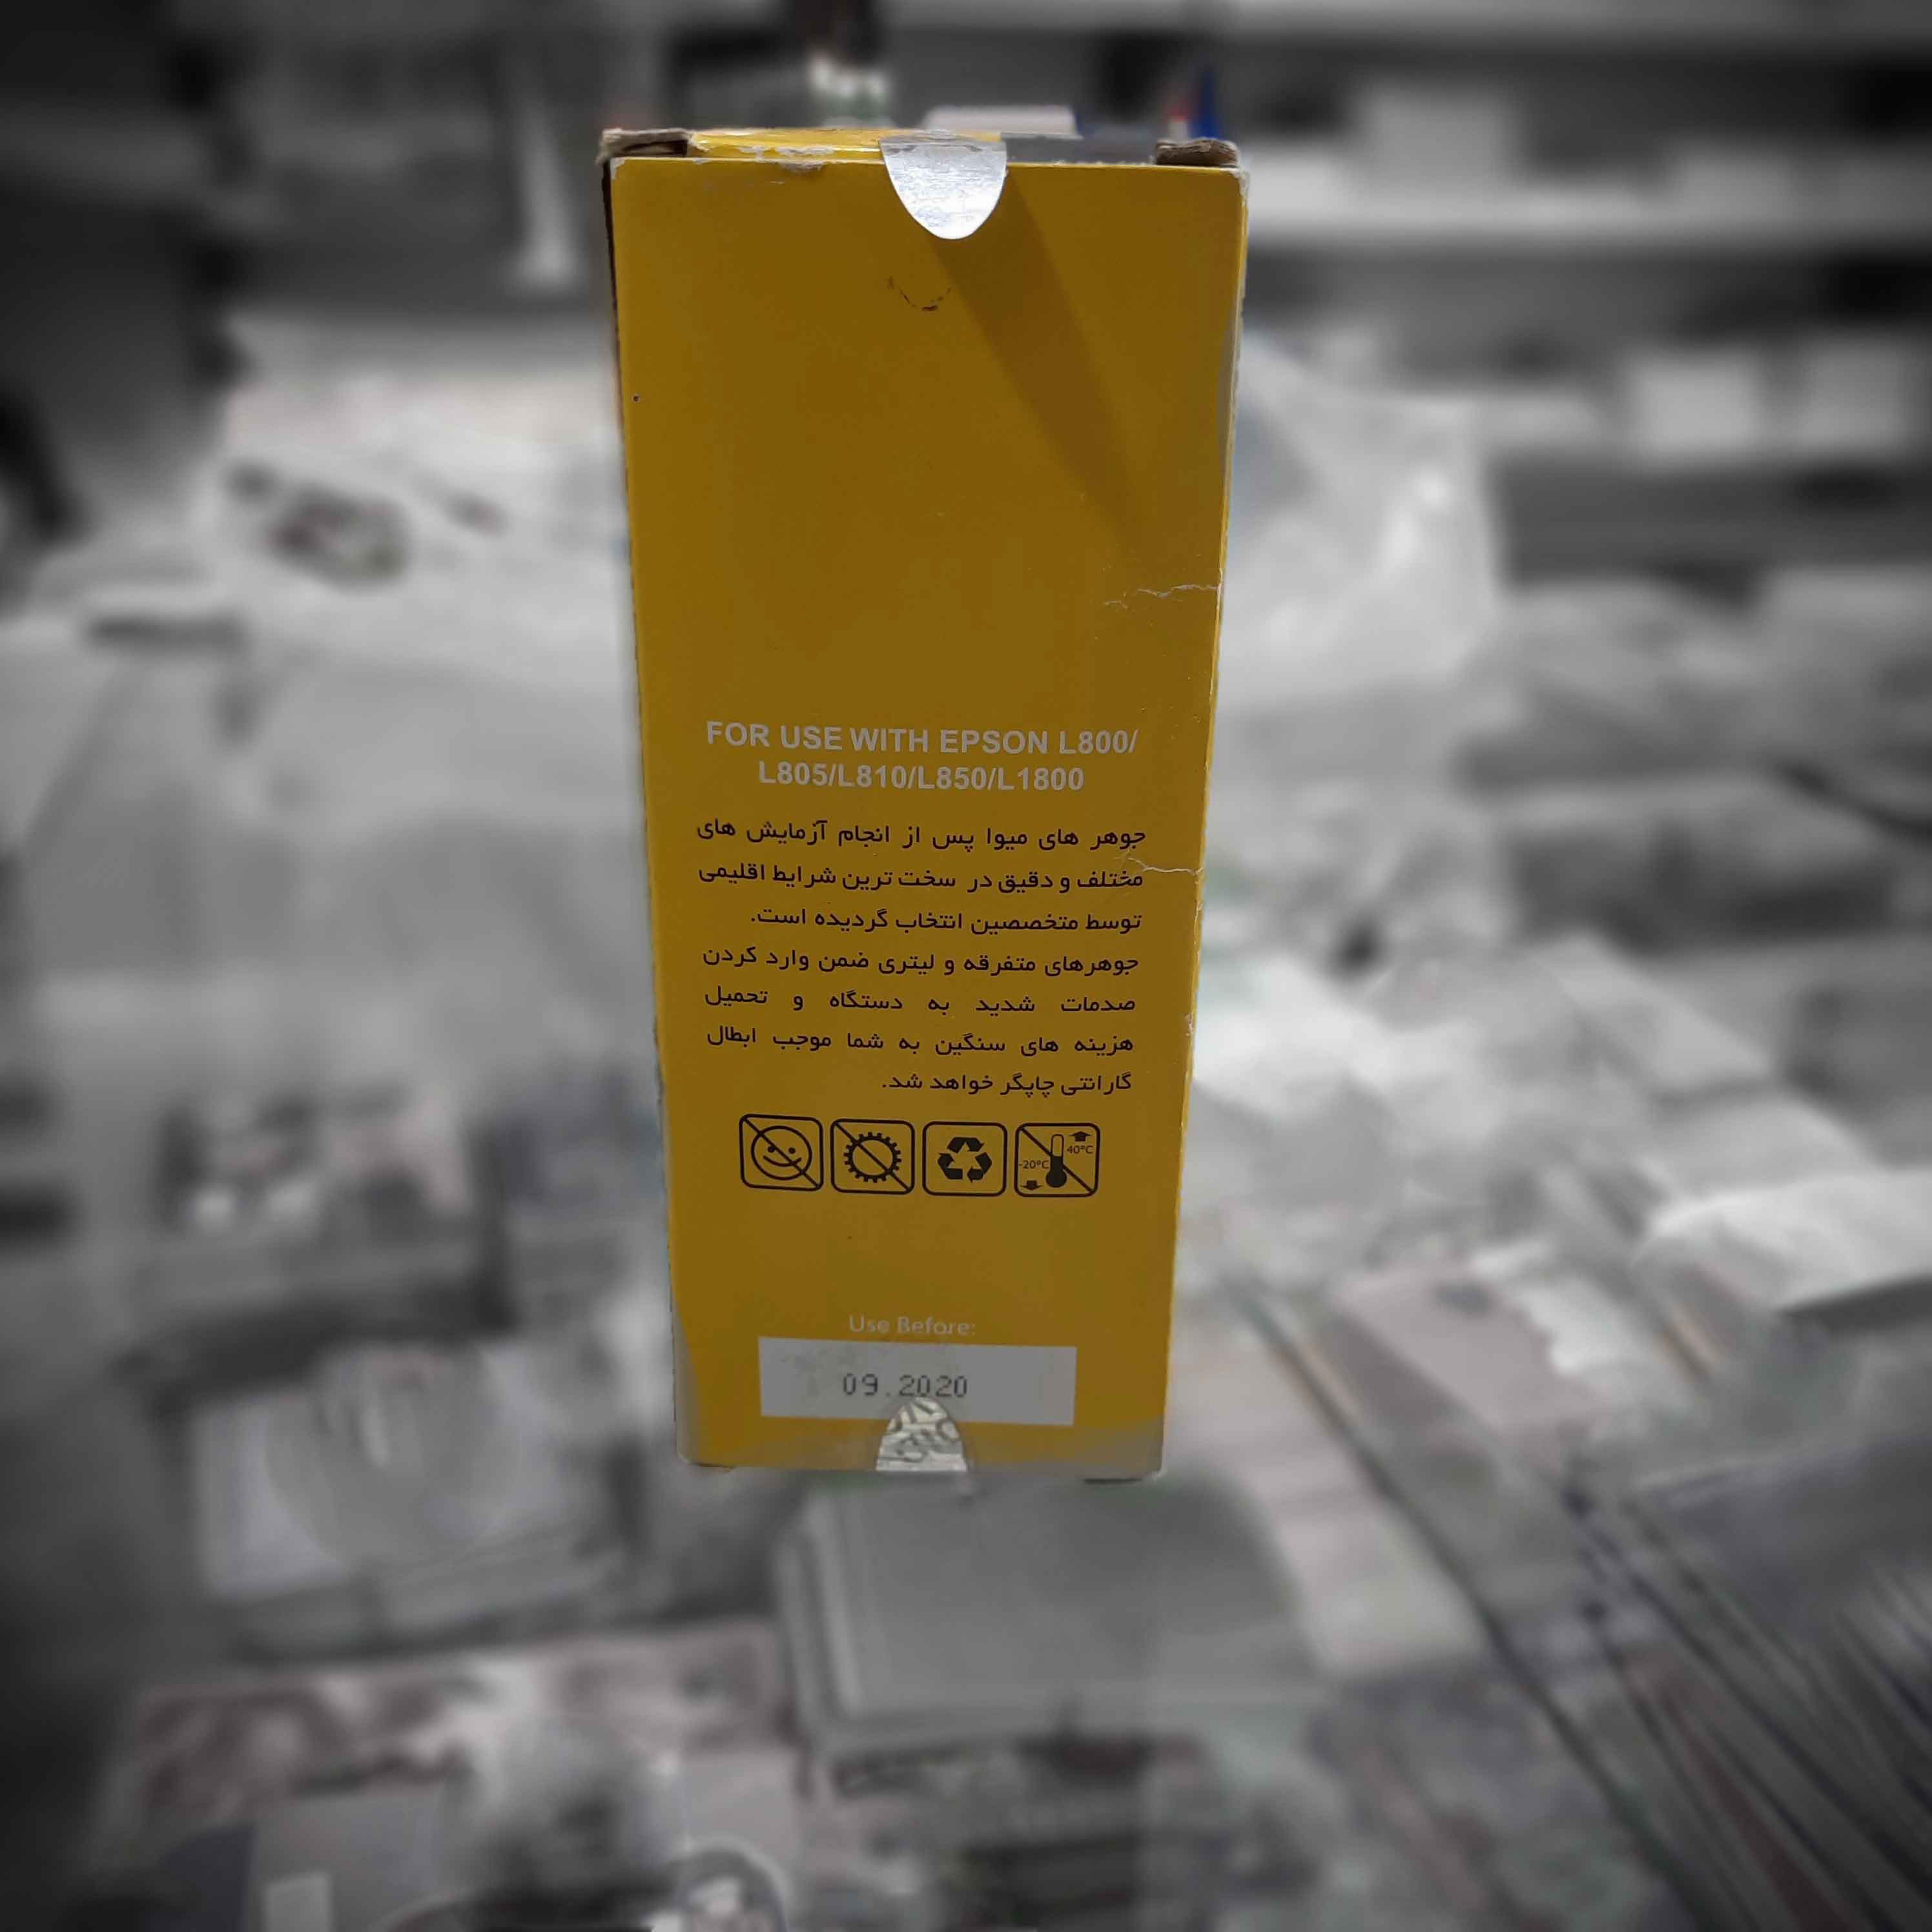 FOR USE WITH EPSON L800/
L805/L810/L850/L1800
جوهر های میوا پس از انجام آزمایش های
مختلف و دقیق در سخت ترین شرایط اقلیمی
توسط متخصصین انتخاب گردیده است.
جوهرهای متفرقه و لیتری ضمن وارد کردن
صدمات شدید به دستگاه و تحمیل
هزینه های سنگین به شما موجب ابطال
گارانتی چاپگر خواهد شد.
40°C
-20°C
Use Before:
09.2020